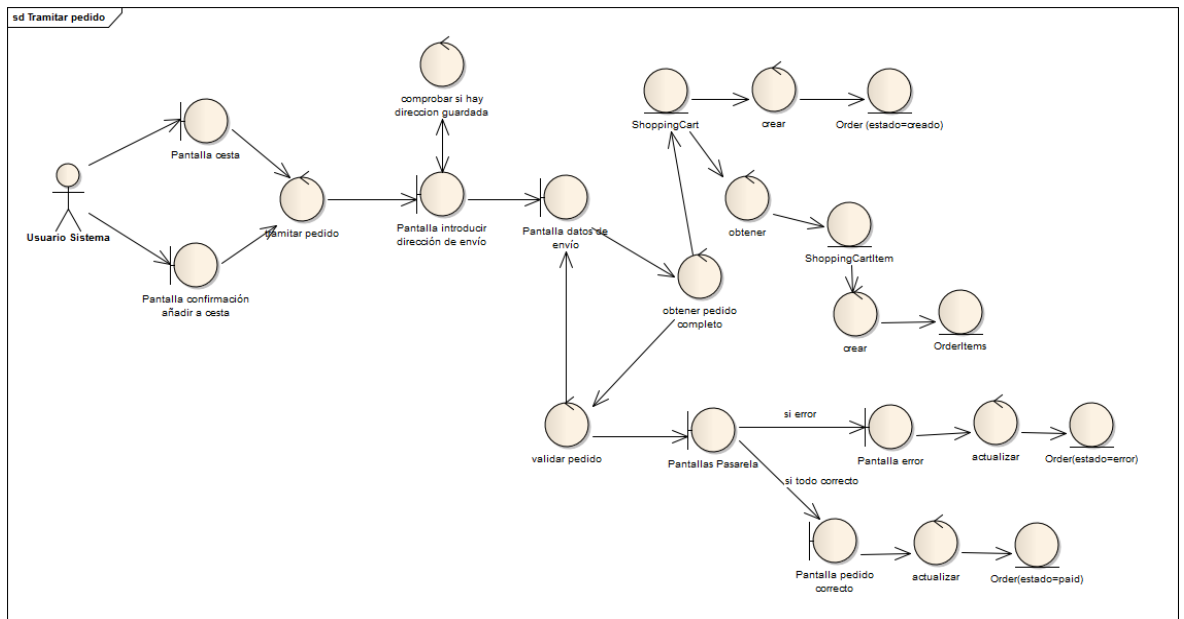 sd Tramitar pedido
comprobar si hay
direccion guardada
ShoppingCart
crear
Order (estado=creado)
Pantalla cesta
Usuario Sistema
tramitar pedido
Pantalla introducir
dirección de envío
Pantalla datos de
envío
obtener
ShoppingCartItem
Pantalla confirmación
añadir a cesta
obtener pedido
completo
crear
OrderItems
validar pedido
Pantallas Pasarela
si error
Pantalla error
actualizar
Order(estado=error)
si todo correcto
Pantalla pedido
correcto
actualizar
Order(estado=paid)